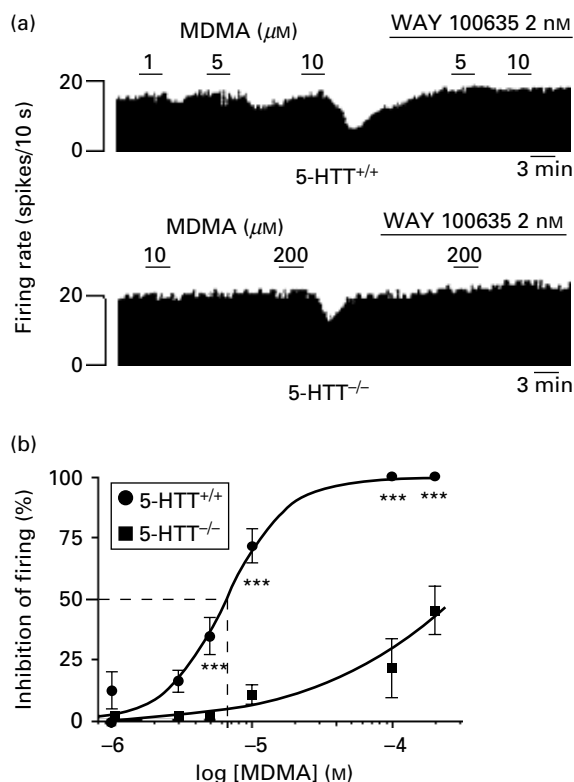 (a)
MDMA (μM)
WAY 100635 2 nM
1 5 10 5 10
Firing rate (spikes/10 s)
20
0
3 min
5-HTT+/+
MDMA (μM)
WAY 100635 2 nM
10 200 200
20
0
3 min
5-HTT−/−
(b)
Inhibition of firing (%)
100
75
50
25
0
5-HTT+/+
5-HTT−/−
***
***
***
***
−6 −5 −4
log [MDMA] (M)